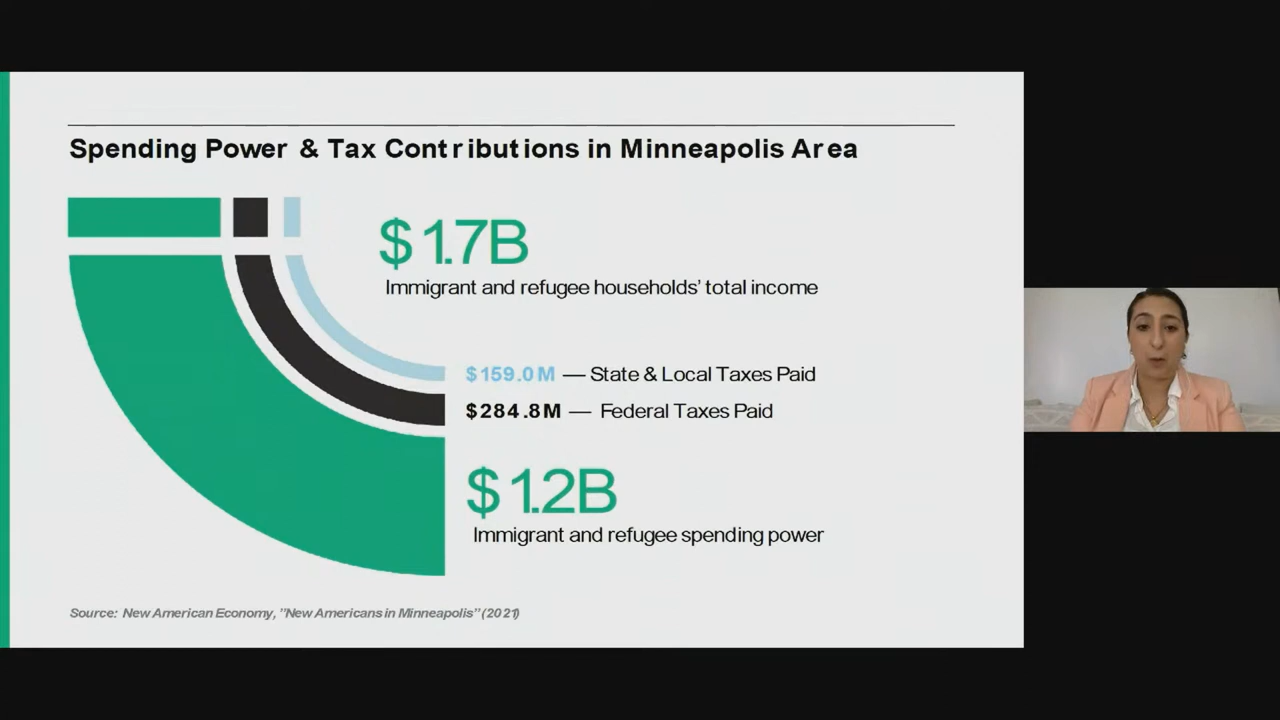 Spending Power & Tax Contributions in Minneapolis Area
$1.7B
Immigrant and refugee households' total income
$159.0M — State & Local Taxes Paid
$284.8M — Federal Taxes Paid
$1.2B
Immigrant and refugee spending power
Source: New American Economy, "New Americans in Minneapolis" (2021)